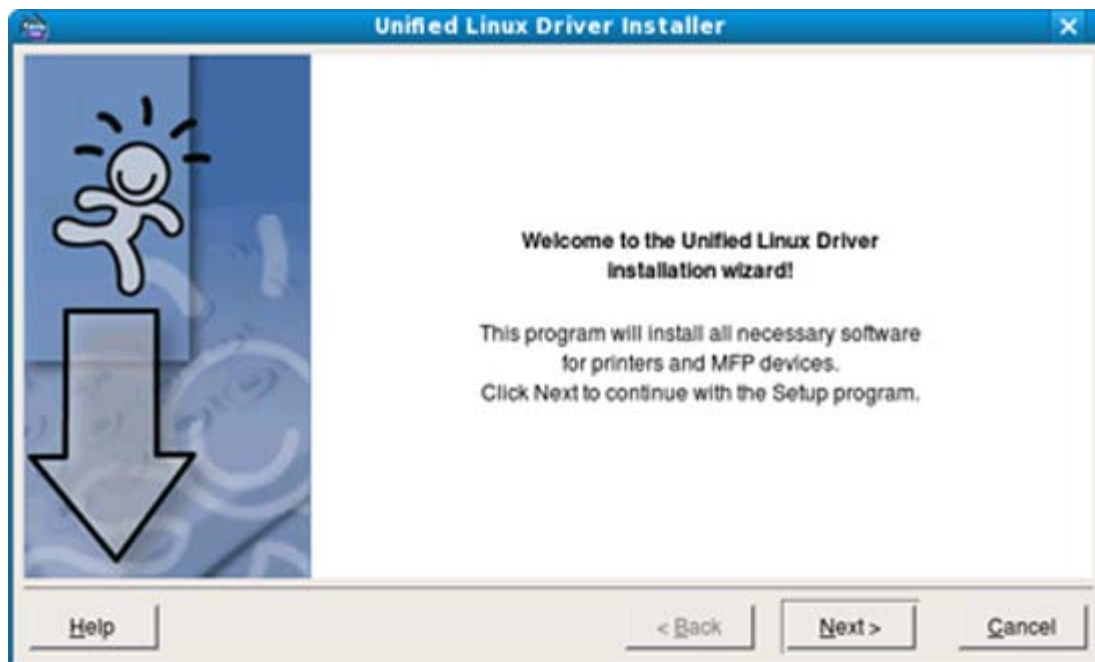 Unified Linux Driver Installer
Welcome to the Unified Linux Driver
installation wizard!
This program will install all necessary software
for printers and MFP devices.
Click Next to continue with the Setup program.
Help
< Back
Next >
Cancel